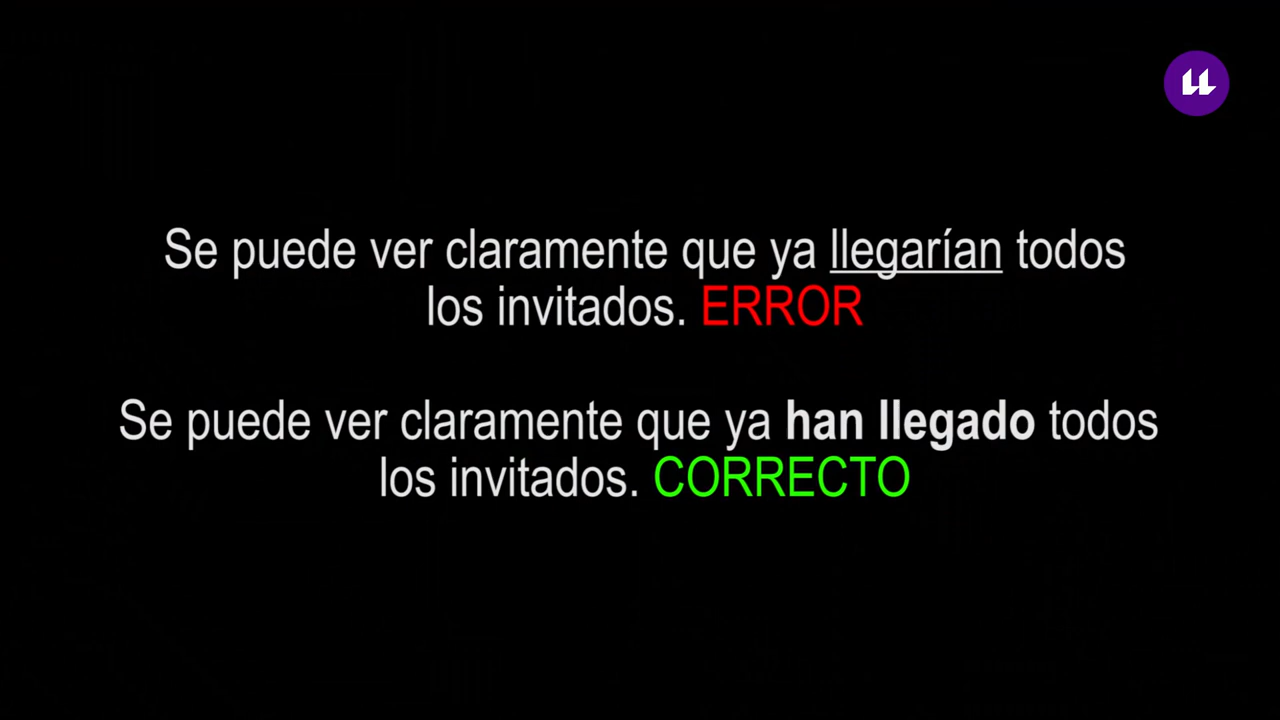 Se puede ver claramente que ya llegarían todos
los invitados. ERROR
Se puede ver claramente que ya han llegado todos
los invitados. CORRECTO